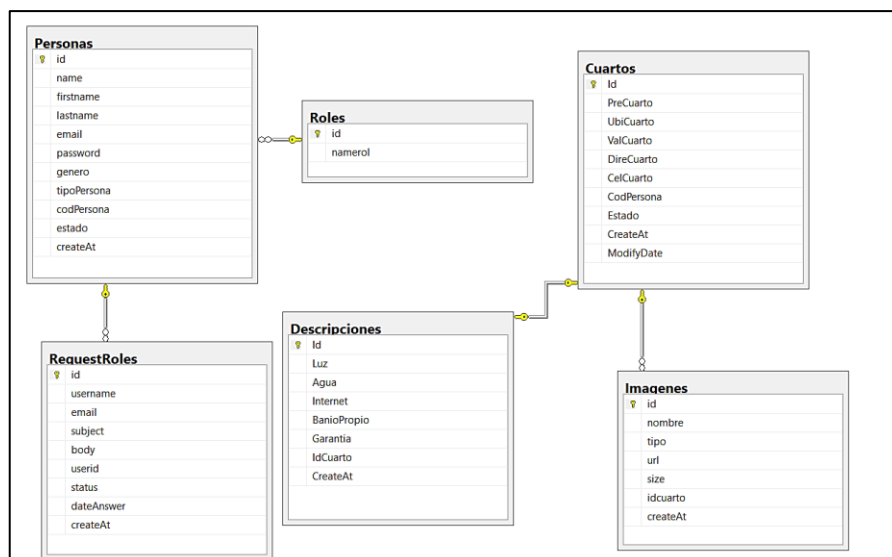 Personas
id
name
firstname
lastname
email
password
genero
tipoPersona
codPersona
estado
createAt
Roles
id
namerol
Cuartos
Id
PreCuarto
UbiCuarto
ValCuarto
DireCuarto
CelCuarto
CodPersona
Estado
CreateAt
ModifyDate
RequestRoles
id
username
email
subject
body
userid
status
dateAnswer
createAt
Descripciones
Id
Luz
Agua
Internet
BanioPropio
Garantia
IdCuarto
CreateAt
Imagenes
id
nombre
tipo
url
size
idcuarto
createAt